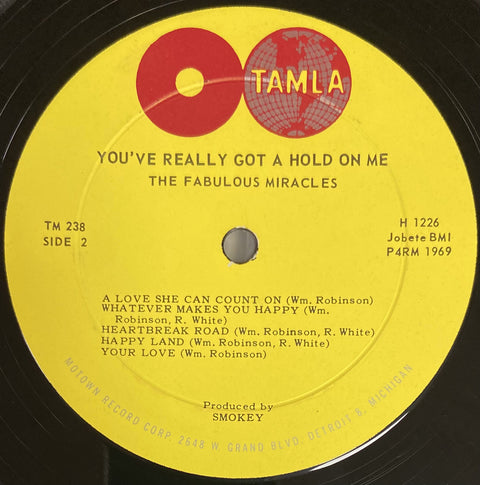 TAMLA
YOU'VE REALLY GOT A HOLD ON ME
THE FABULOUS MIRACLES
TM 238
SIDE 2
H 1226
Jobete BMI
P4RM 1969
A LOVE SHE CAN COUNT ON (Wm. Robinson)
WHATEVER MAKES YOU HAPPY (Wm.
Robinson, R. White)
HEARTBREAK ROAD (Wm. Robinson, R. White)
HAPPY LAND (Wm. Robinson, R. White)
YOUR LOVE (Wm. Robinson)
Produced by
SMOKEY
MOTOWN RECORD CORP. 2648 W. GRAND BLVD. DETROIT 8, MICHIGAN